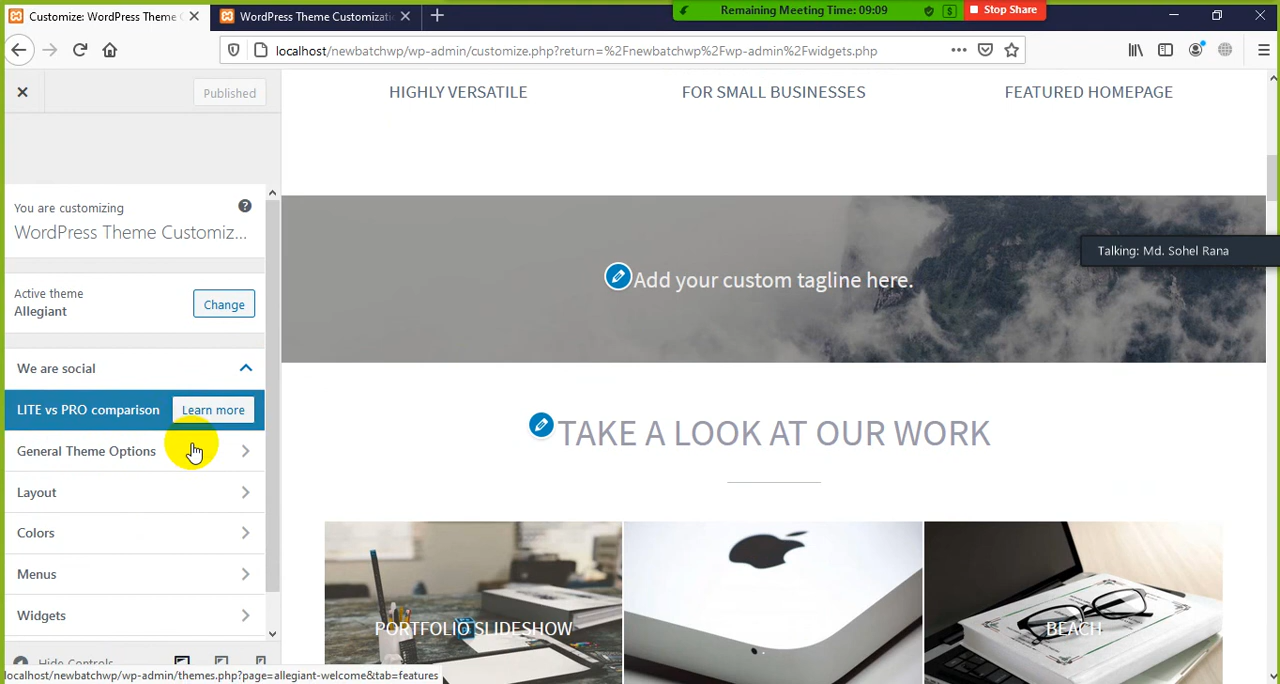 Customize: WordPress Theme C
WordPress Theme Customizati
Remaining Meeting Time: 09:09
Stop Share
localhost/newbatchwp/wp-admin/customize.php?return=%2Fnewbatchwp%2Fwp-admin%2Fwidgets.php
Published
HIGHLY VERSATILE
FOR SMALL BUSINESSES
FEATURED HOMEPAGE
You are customizing
WordPress Theme Customiz...
Talking: Md. Sohel Rana
Add your custom tagline here.
Active theme
Allegiant
Change
We are social
LITE vs PRO comparison
Learn more
General Theme Options
TAKE A LOOK AT OUR WORK
Layout
Colors
Menus
Widgets
PORTFOLIO SLIDESHOW
BEACH
Hide Controls
localhost/newbatchwp/wp-admin/themes.php?page=allegiant-welcome&tab=features